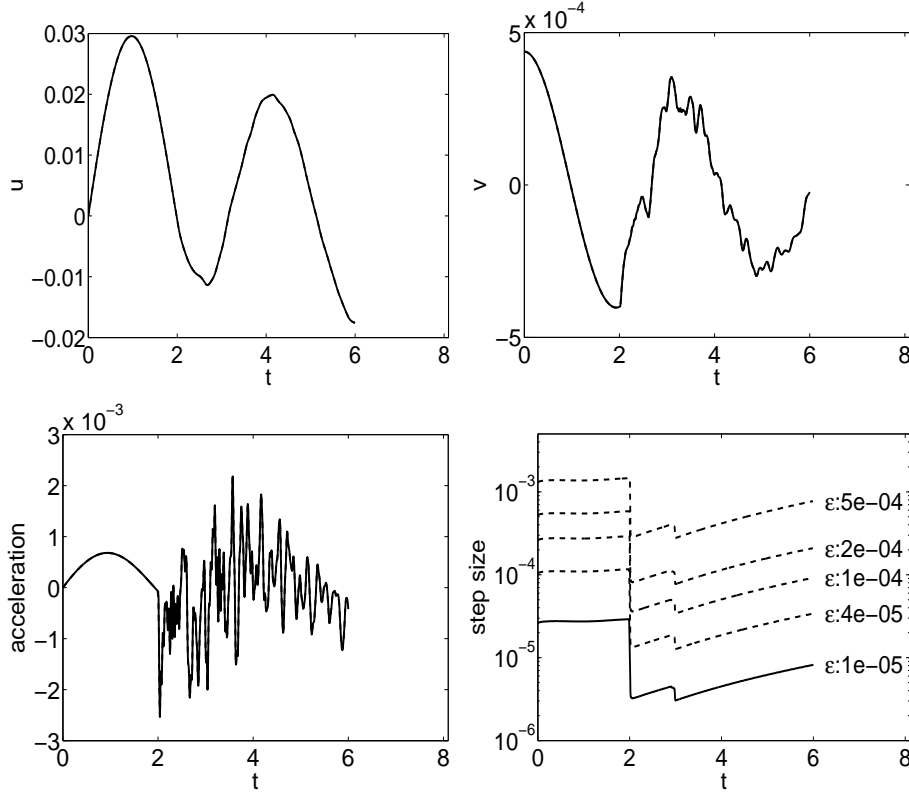 0.03
0.02
0.01
0
−0.01
−0.02
u
0 2 4 6 8
t
x 10−4
5
0
−5
v
0 2 4 6 8
t
x 10−3
3
2
1
0
−1
−2
−3
acceleration
0 2 4 6 8
t
10−3
10−4
10−5
10−6
step size
ε:5e−04
ε:2e−04
ε:1e−04
ε:4e−05
ε:1e−05
0 2 4 6 8
t